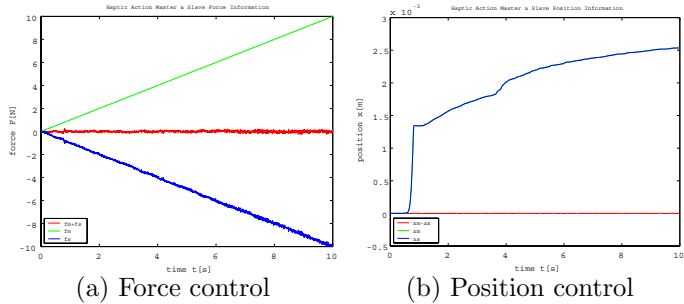 Haptic Action Master & Slave Force Information
10
8
6
4
2
0
-2
-4
-6
-8
-10
force F[N]
fm+fs
fm
fs
0
2
4
6
8
10
time t[s]
(a) Force control
x 10^-3
Haptic Action Master & Slave Position Information
3
2.5
2
1.5
1
0.5
0
-0.5
position x[m]
xm-xs
xm
xs
0
2
4
6
8
10
time t[s]
(b) Position control